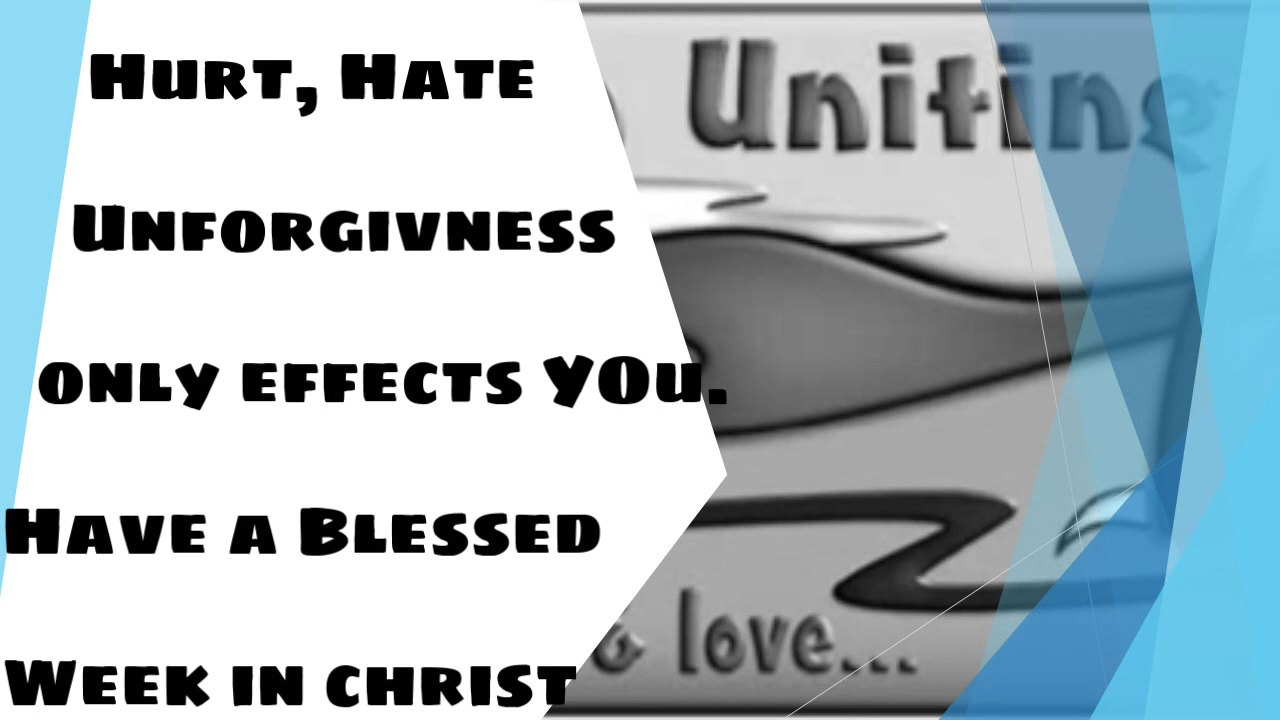 Hurt, Hate
Unforgivness
only effects YOu.
Have a Blessed
Week in christ
Uniting
love...